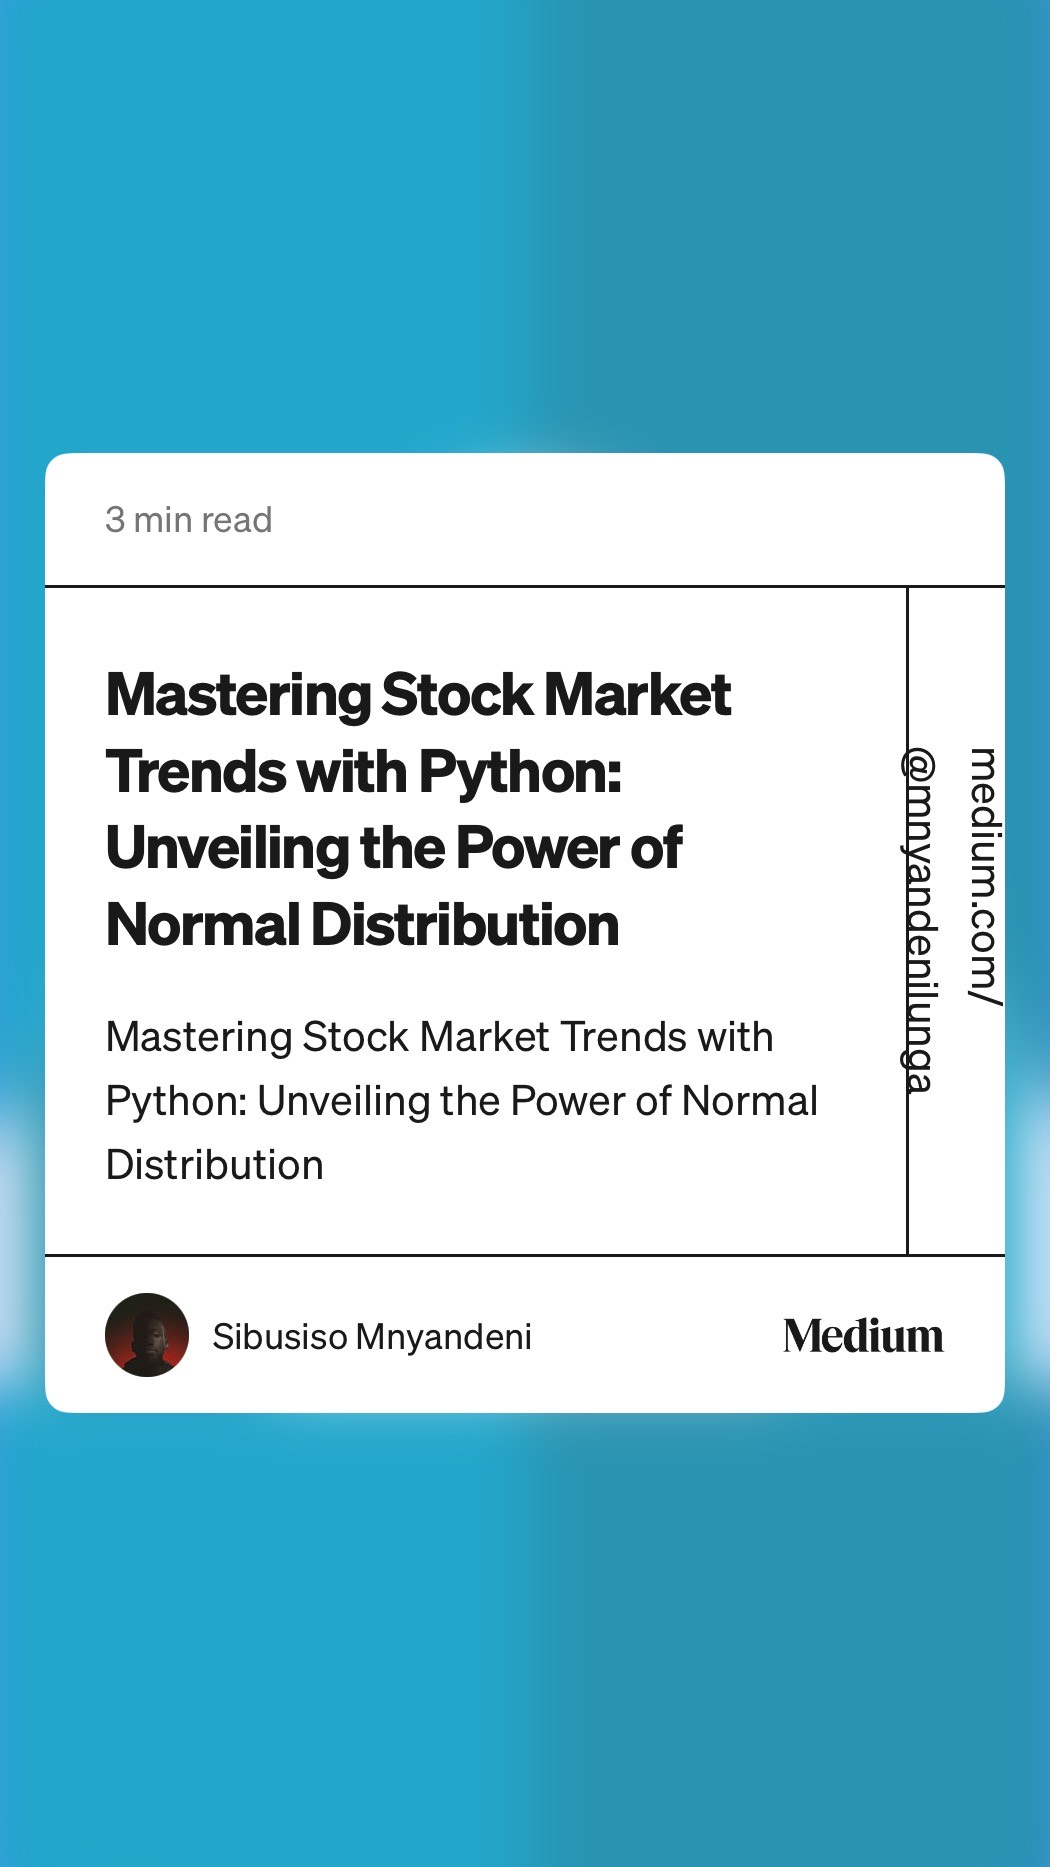 3 min read
Mastering Stock Market
Trends with Python:
Unveiling the Power of
Normal Distribution
Mastering Stock Market Trends with
Python: Unveiling the Power of Normal
Distribution
medium.com/
@mnyandenilunga
Sibusiso Mnyandeni
Medium